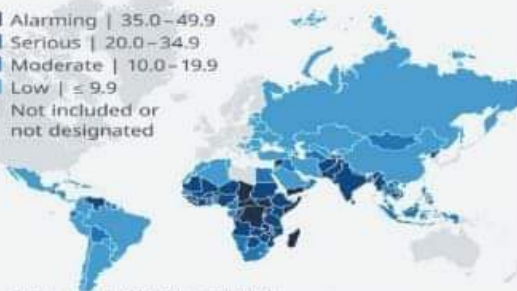 Alarming | 35.0–49.9
Serious | 20.0–34.9
Moderate | 10.0–19.9
Low | ≤ 9.9
Not included or
not designated